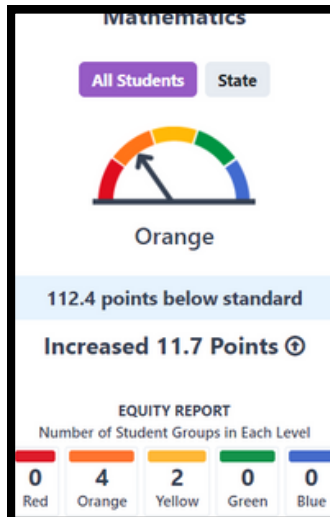 Mathematics
All Students State
Orange
112.4 points below standard
Increased 11.7 Points
EQUITY REPORT
Number of Student Groups in Each Level
0 4 2 0 0
Red Orange Yellow Green Blue